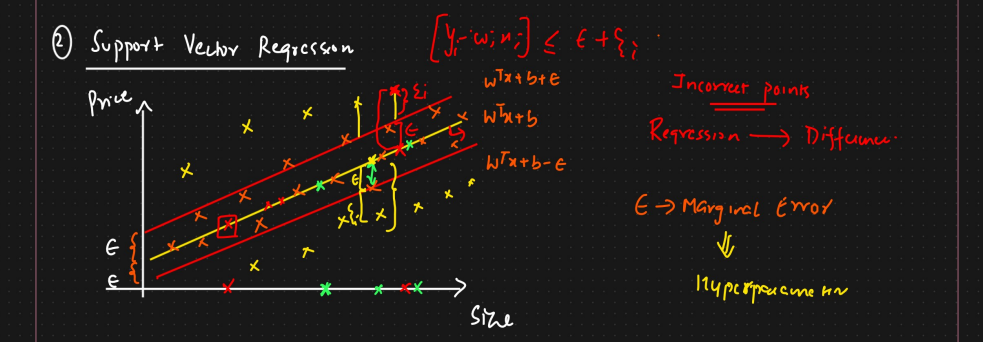 ② Support Vector Regression
[yᵢ - wᵢxᵢ] ≤ ε + ξᵢ
Price
ξᵢ
ε
wᵀx + b + ε
wᵀx + b
wᵀx + b - ε
ε
ξᵢ
ε
ε
Size
Incorrect points
Regression → Difference
ε → Marginal Error
⇓
Hyperparameter